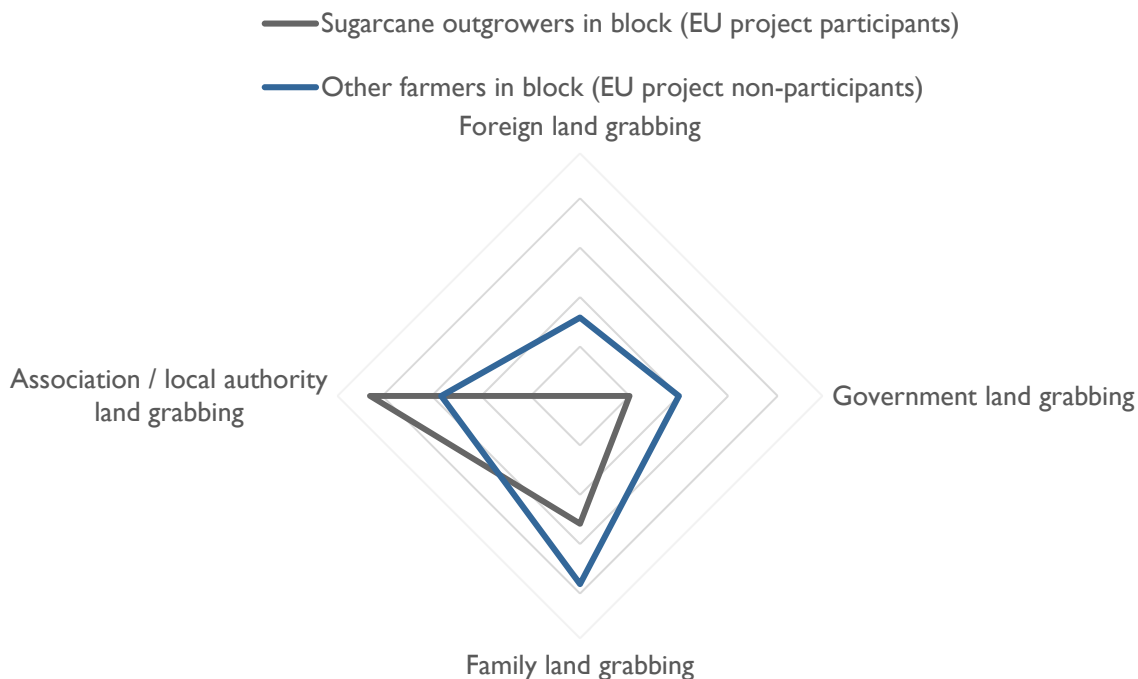 Sugarcane outgrowers in block (EU project participants)
Other farmers in block (EU project non-participants)
Foreign land grabbing
Association / local authority
land grabbing
Government land grabbing
Family land grabbing